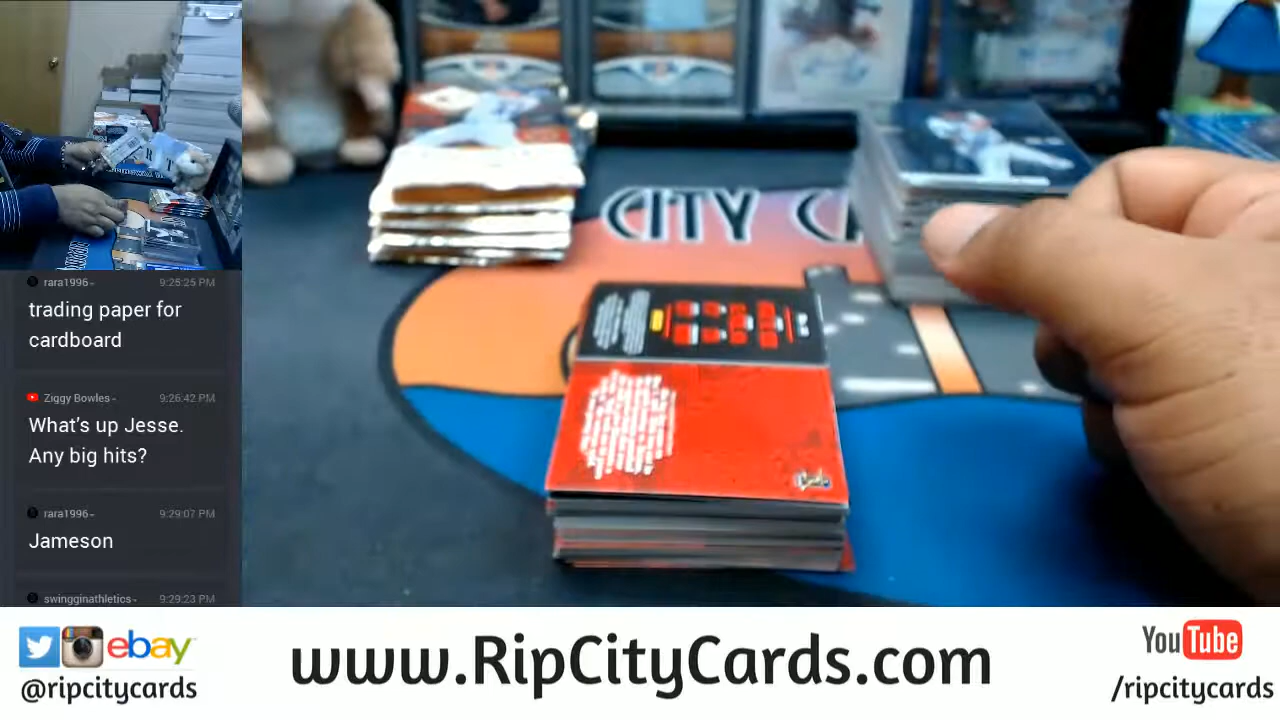 rara1996-
9:25:25 PM
trading paper for
cardboard
Ziggy Bowles-
9:26:42 PM
What's up Jesse.
Any big hits?
rara1996-
9:29:07 PM
Jameson
swingginathletics-
9:29:23 PM
CITY CA
ebay
@ripcitycards
www.RipCityCards.com
YouTube
/ripcitycards